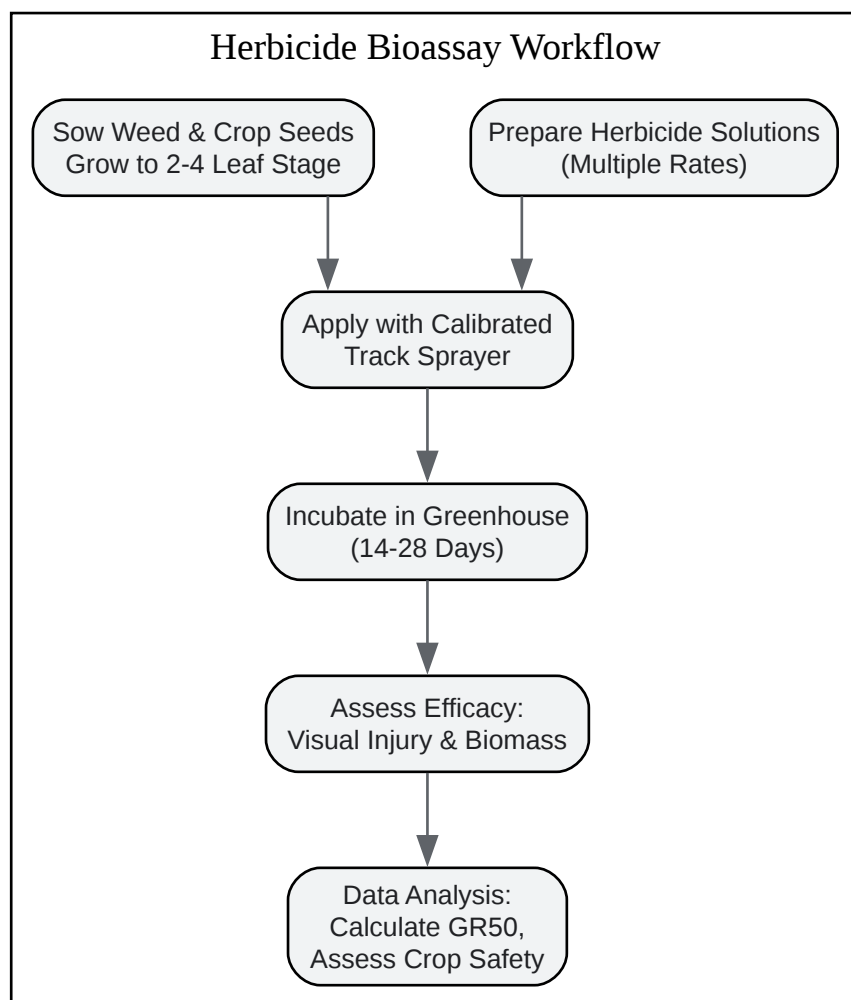 Herbicide Bioassay Workflow
Sow Weed & Crop Seeds
Grow to 2-4 Leaf Stage
Prepare Herbicide Solutions
(Multiple Rates)
Apply with Calibrated
Track Sprayer
Incubate in Greenhouse
(14-28 Days)
Assess Efficacy:
Visual Injury & Biomass
Data Analysis:
Calculate GR50,
Assess Crop Safety